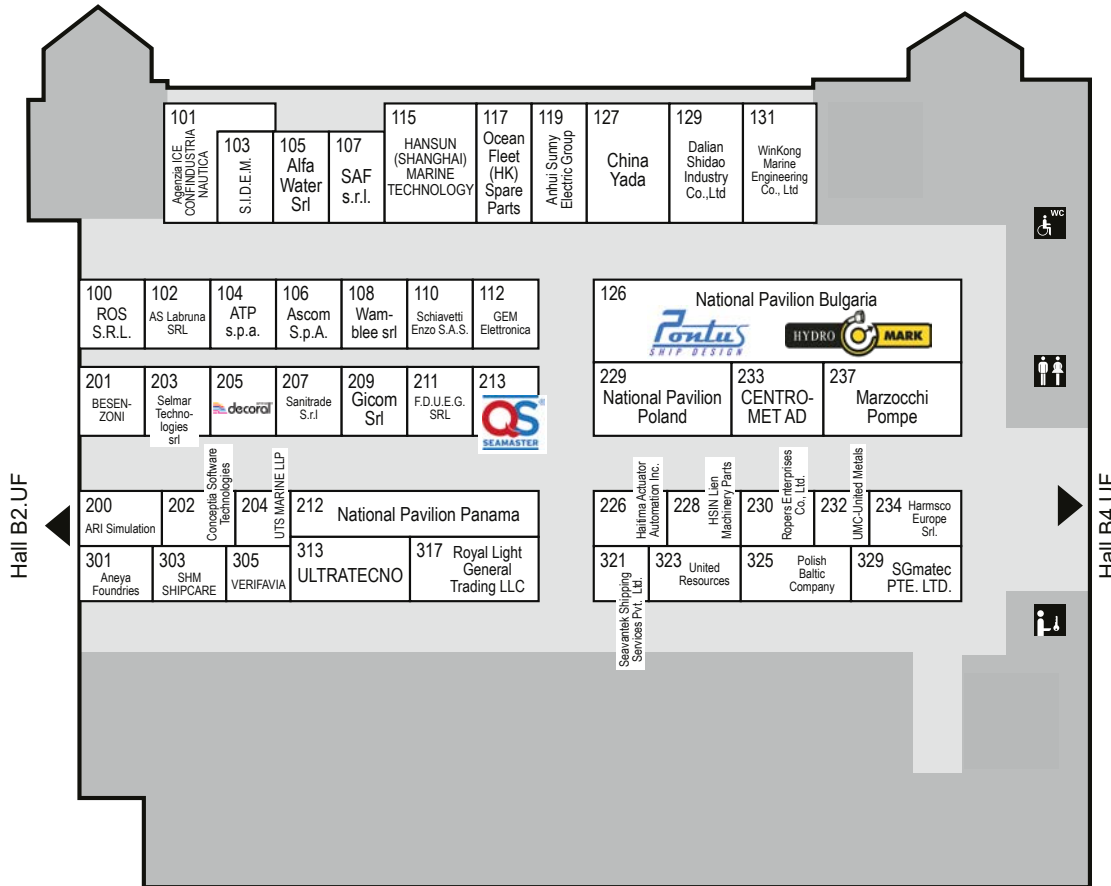 101
Agenzia ICE
CONFINDUSTRIA
NAUTICA
103
S.I.D.E.M.
105
Alfa
Water
Srl
107
SAF
s.r.l.
115
HANSUN
(SHANGHAI)
MARINE
TECHNOLOGY
117
Ocean
Fleet
(HK)
Spare
Parts
119
Anhui Sunny
Electric Group
127
China
Yada
129
Dalian
Shidao
Industry
Co.,Ltd
131
WinKong
Marine
Engineering
Co., Ltd
WC
100
ROS
S.R.L.
102
AS Labruna
SRL
104
ATP
s.p.a.
106
Ascom
S.p.A.
108
Wam-
blee srl
110
Schiavetti
Enzo S.A.S.
112
GEM
Elettronica
126
National Pavilion Bulgaria
Pontus
SHIP DESIGN
HYDRO MARK
201
BESEN-
ZONI
203
Selmar
Techno-
logies
srl
205
decoral
207
Sanitrade
S.r.l
209
Gicom
Srl
211
F.D.U.E.G.
SRL
213
QS
SEAMASTER
229
National Pavilion
Poland
233
CENTRO-
MET AD
237
Marzocchi
Pompe
Hall B2.UF
200
ARI Simulation
202
Conceptia Software
Technologies
204
UTS MARINE LLP
212
National Pavilion Panama
226
Haitima Actuator
Automation Inc.
228
HSIN Lien
Machinery Parts
230
Ropers Enterprises
Co., Ltd.
232
UMC-United Metals
234
Harmsco
Europe
Srl.
Hall B4.UF
301
Aneya
Foundries
303
SHM
SHIPCARE
305
VERIFAVIA
313
ULTRATECNO
317
Royal Light
General
Trading LLC
321
Seavantek Shipping
Services Pvt. Ltd.
323
United
Resources
325
Polish
Baltic
Company
329
SGmatec
PTE. LTD.